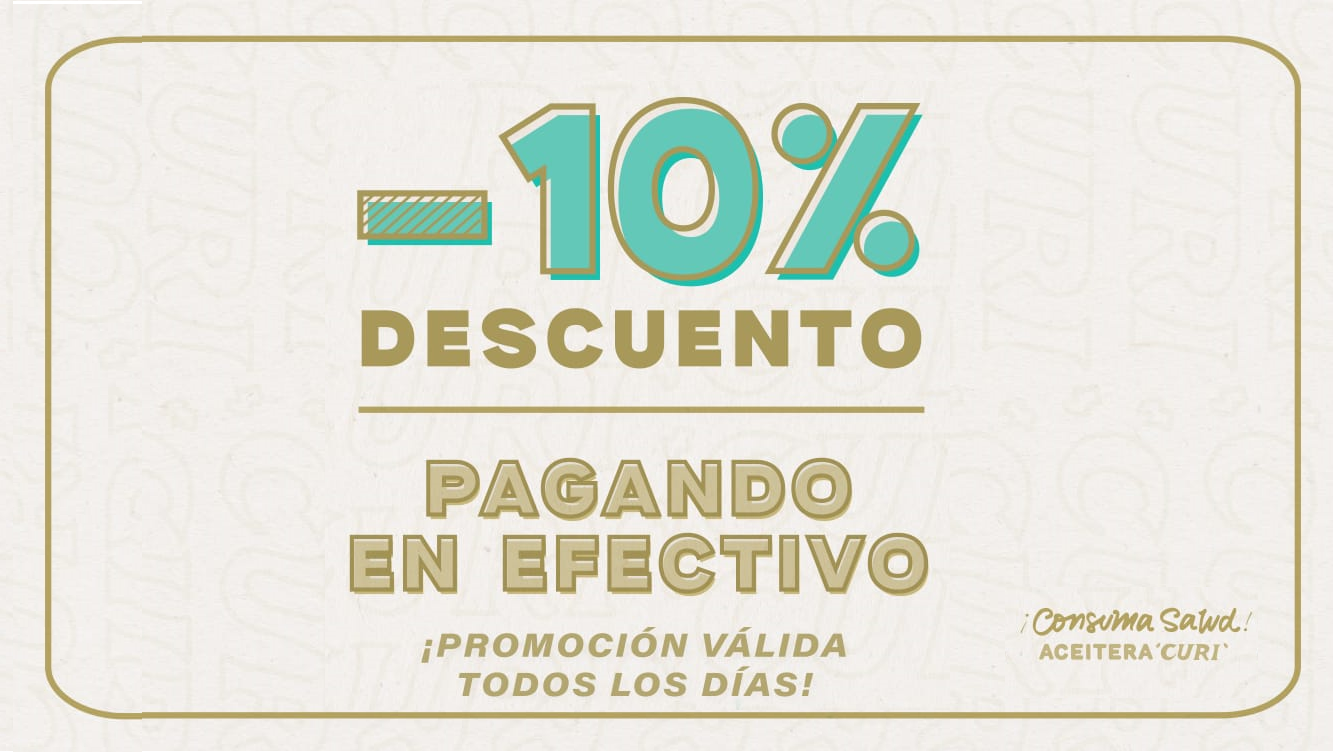 -10%
DESCUENTO
PAGANDO
EN EFECTIVO
¡PROMOCIÓN VÁLIDA
TODOS LOS DÍAS!
¡Consuma Salud!
ACEITERA 'CURI'